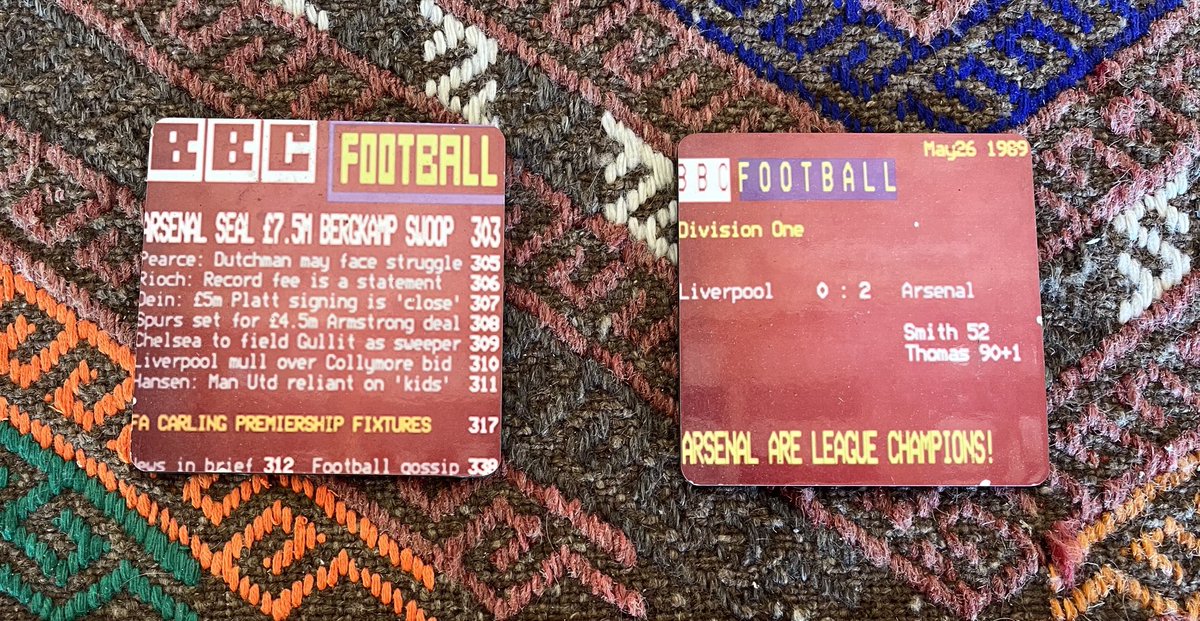 BBC FOOTBALL
ARSENAL SEAL £7.5M BERGKAMP SWOOP 303
Pearce: Dutchman may face struggle 305
Rioch: Record fee is a statement 306
Dein: £5m Platt signing is 'close' 307
Spurs set for £4.5m Armstrong deal 308
Chelsea to field Gullit as sweeper 309
Liverpool mull over Collymore bid 310
Hansen: Man Utd reliant on 'kids' 311
FA CARLING PREMIERSHIP FIXTURES 317
News in brief 312 Football gossip 338
May26 1989
BBC FOOTBALL
Division One
Liverpool 0 : 2 Arsenal
Smith 52
Thomas 90+1
ARSENAL ARE LEAGUE CHAMPIONS!